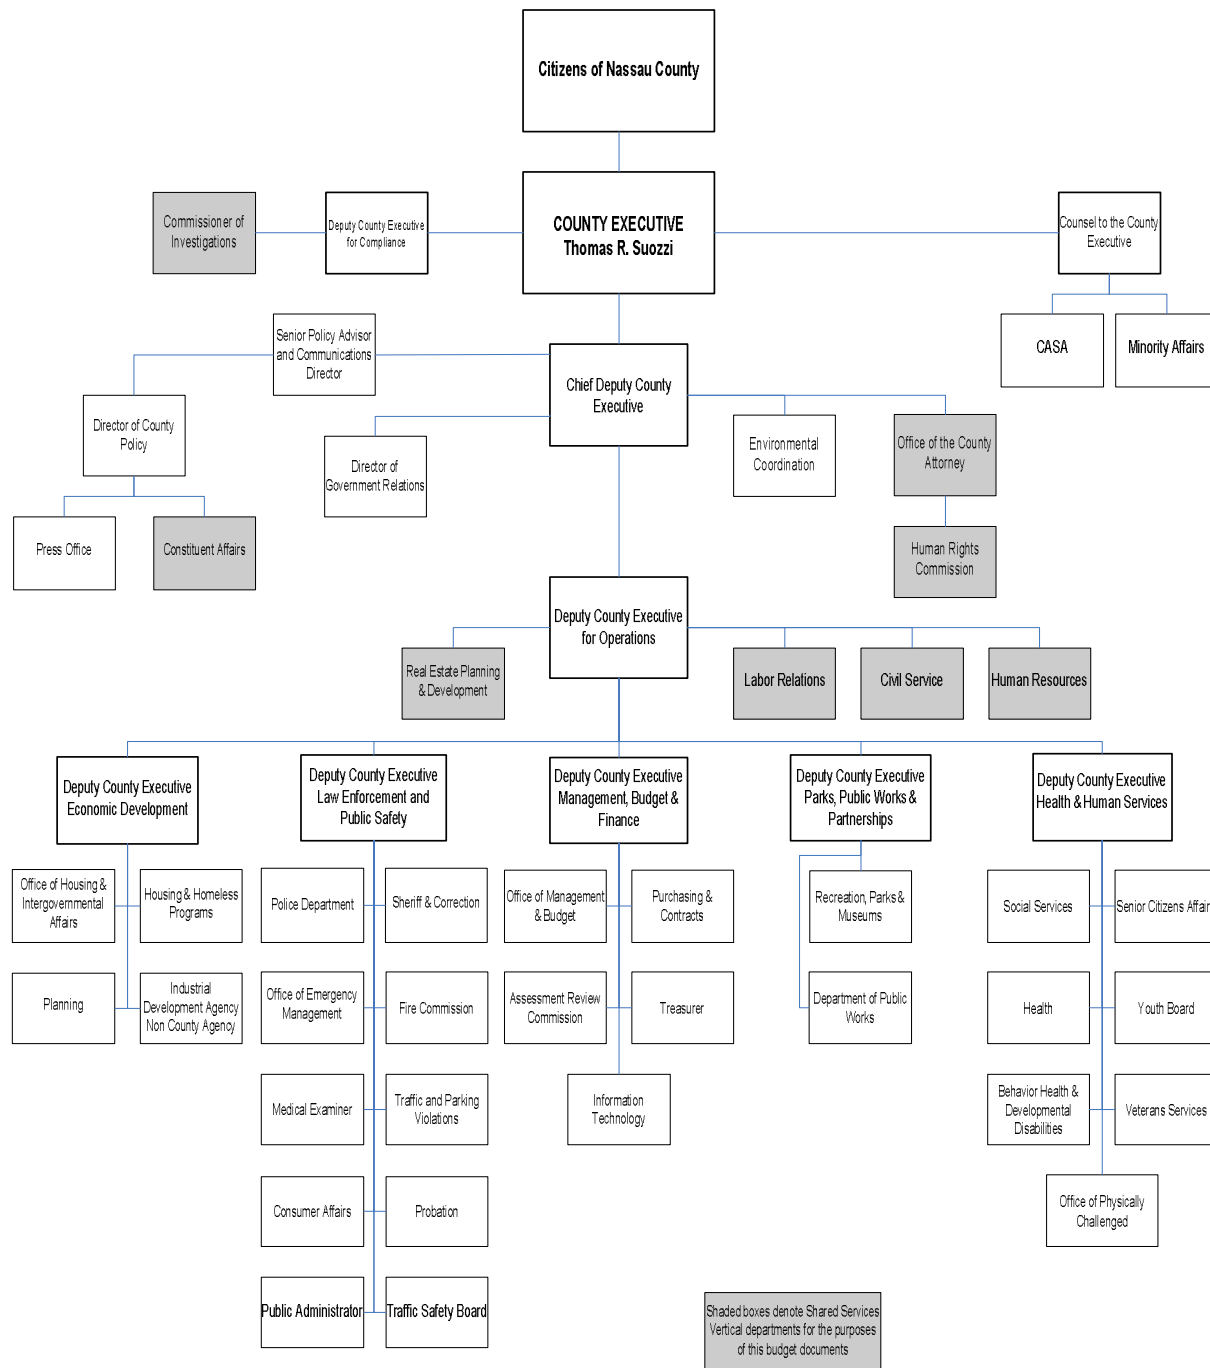 Citizens of Nassau County
Commissioner of
Investigations
Deputy County Executive
for Compliance
COUNTY EXECUTIVE
Thomas R. Suozzi
Counsel to the County
Executive
CASA
Minority Affairs
Senior Policy Advisor
and Communications
Director
Chief Deputy County
Executive
Director of County
Policy
Director of
Government Relations
Environmental
Coordination
Office of the County
Attorney
Press Office
Constituent Affairs
Human Rights
Commission
Deputy County Executive
for Operations
Real Estate Planning
& Development
Labor Relations
Civil Service
Human Resources
Deputy County Executive
Economic Development
Deputy County Executive
Law Enforcement and
Public Safety
Deputy County Executive
Management, Budget &
Finance
Deputy County Executive
Parks, Public Works &
Partnerships
Deputy County Executive
Health & Human Services
Office of Housing &
Intergovernmental
Affairs
Housing & Homeless
Programs
Police Department
Sheriff & Correction
Office of Management
& Budget
Purchasing &
Contracts
Recreation, Parks &
Museums
Social Services
Senior Citizens Affair
Planning
Industrial
Development Agency
Non County Agency
Office of Emergency
Management
Fire Commission
Assessment Review
Commission
Treasurer
Department of Public
Works
Health
Youth Board
Medical Examiner
Traffic and Parking
Violations
Information
Technology
Behavior Health &
Developmental
Disabilities
Veterans Services
Consumer Affairs
Probation
Office of Physically
Challenged
Public Administrator
Traffic Safety Board
Shaded boxes denote Shared Services
Vertical departments for the purposes
of this budget documents